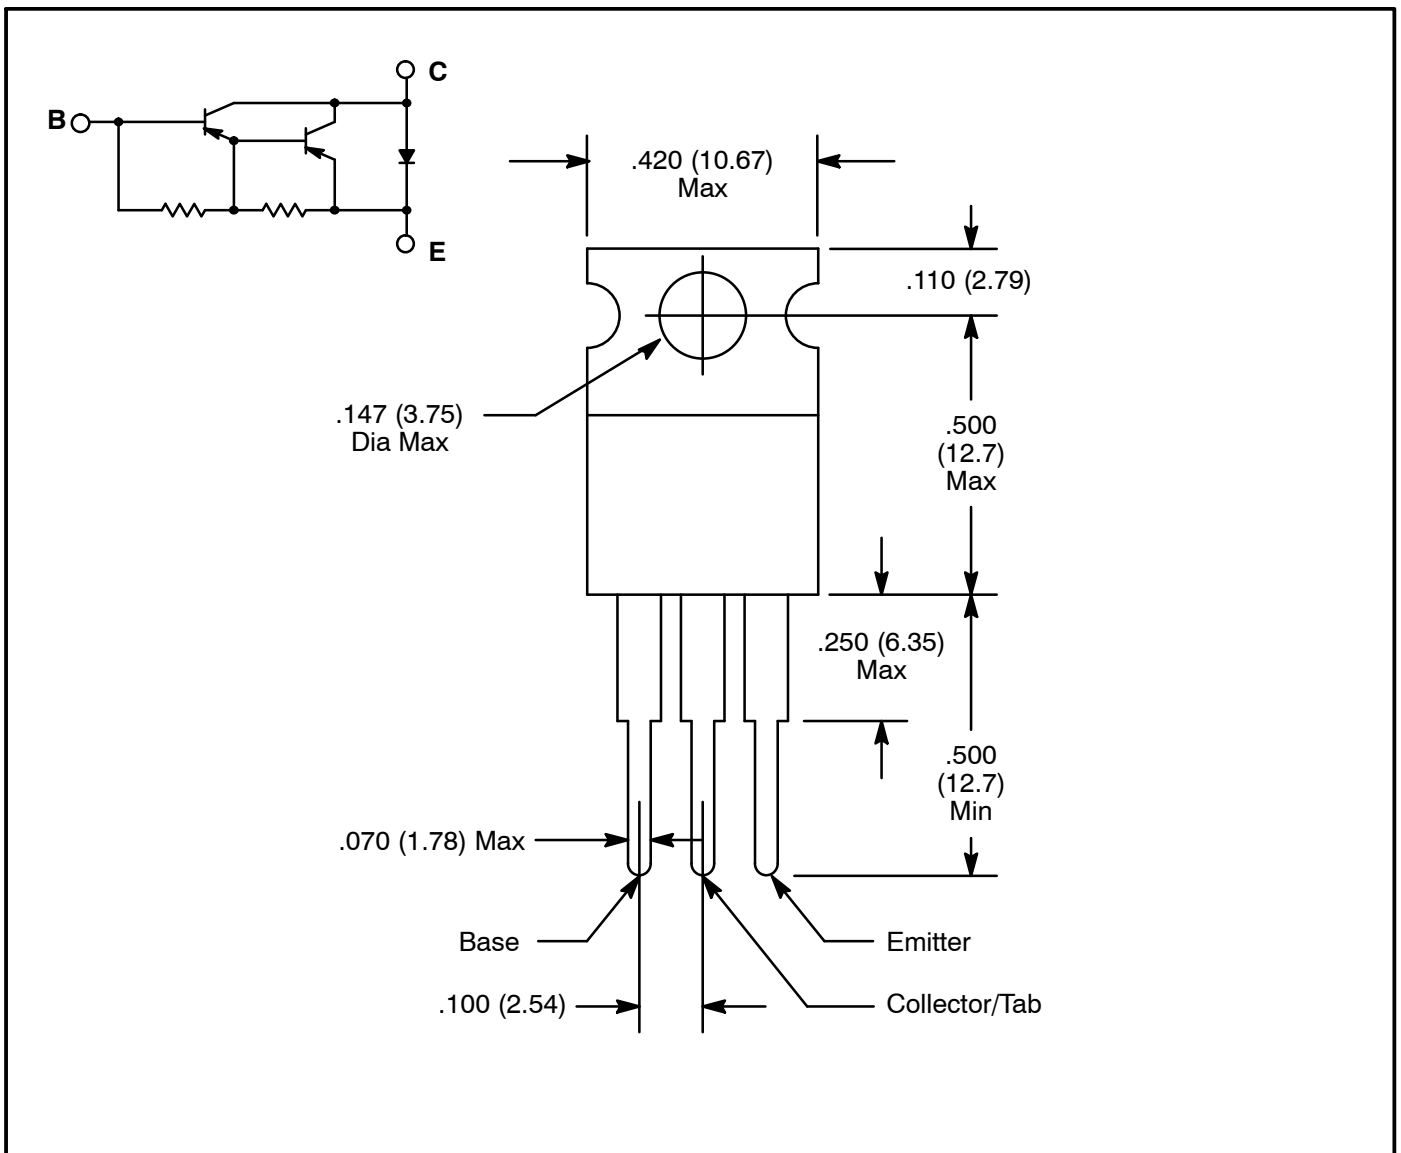 C
B
E
.420 (10.67)
Max
.110 (2.79)
.147 (3.75)
Dia Max
.500
(12.7)
Max
.250 (6.35)
Max
.500
(12.7)
Min
.070 (1.78) Max
Base
Emitter
.100 (2.54)
Collector/Tab